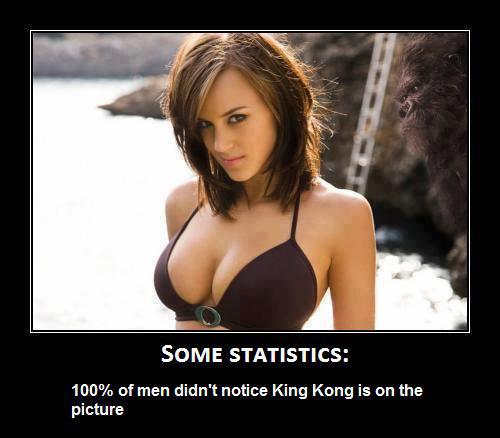 SOME STATISTICS:
100% of men didn't notice King Kong is on the
picture